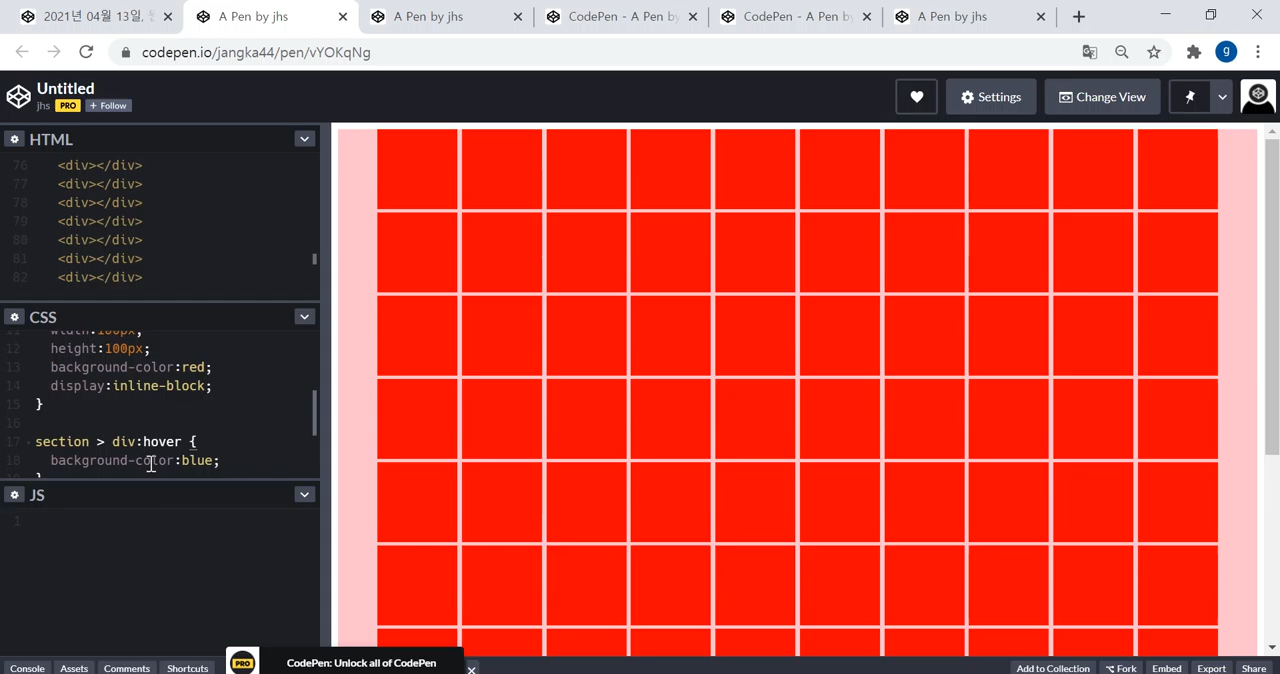 2021년 04월 13일,
A Pen by jhs
A Pen by jhs
CodePen - A Pen by
CodePen - A Pen by
A Pen by jhs
codepen.io/jangka44/pen/vYOKqNg
g
Untitled
jhs PRO + Follow
Settings
Change View
HTML
76 <div></div>
77 <div></div>
78 <div></div>
79 <div></div>
80 <div></div>
81 <div></div>
82 <div></div>
CSS
11 width:100px;
12 height:100px;
13 background-color:red;
14 display:inline-block;
15 }
16
17 section > div:hover {
18 background-color:blue;
}
JS
1
PRO CodePen: Unlock all of CodePen
Console Assets Comments Shortcuts
Add to Collection Fork Embed Export Share